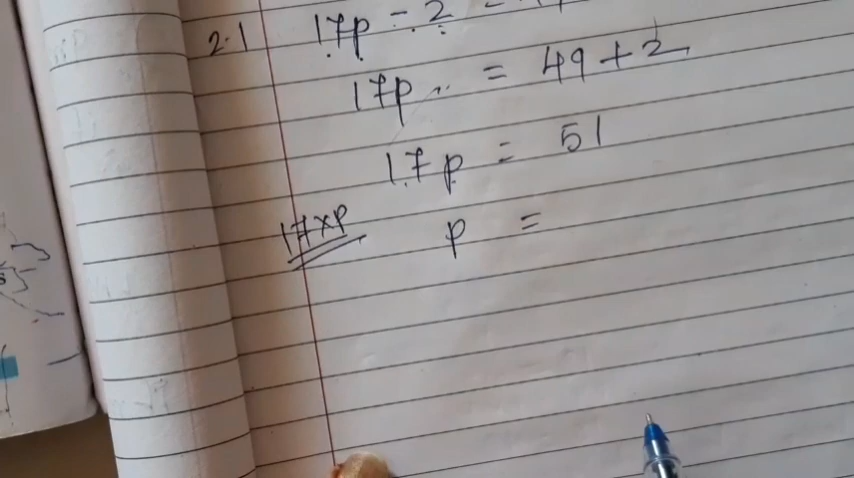 2.1 17p - 2 =
17p = 49 + 2
17p = 51
17xp p =